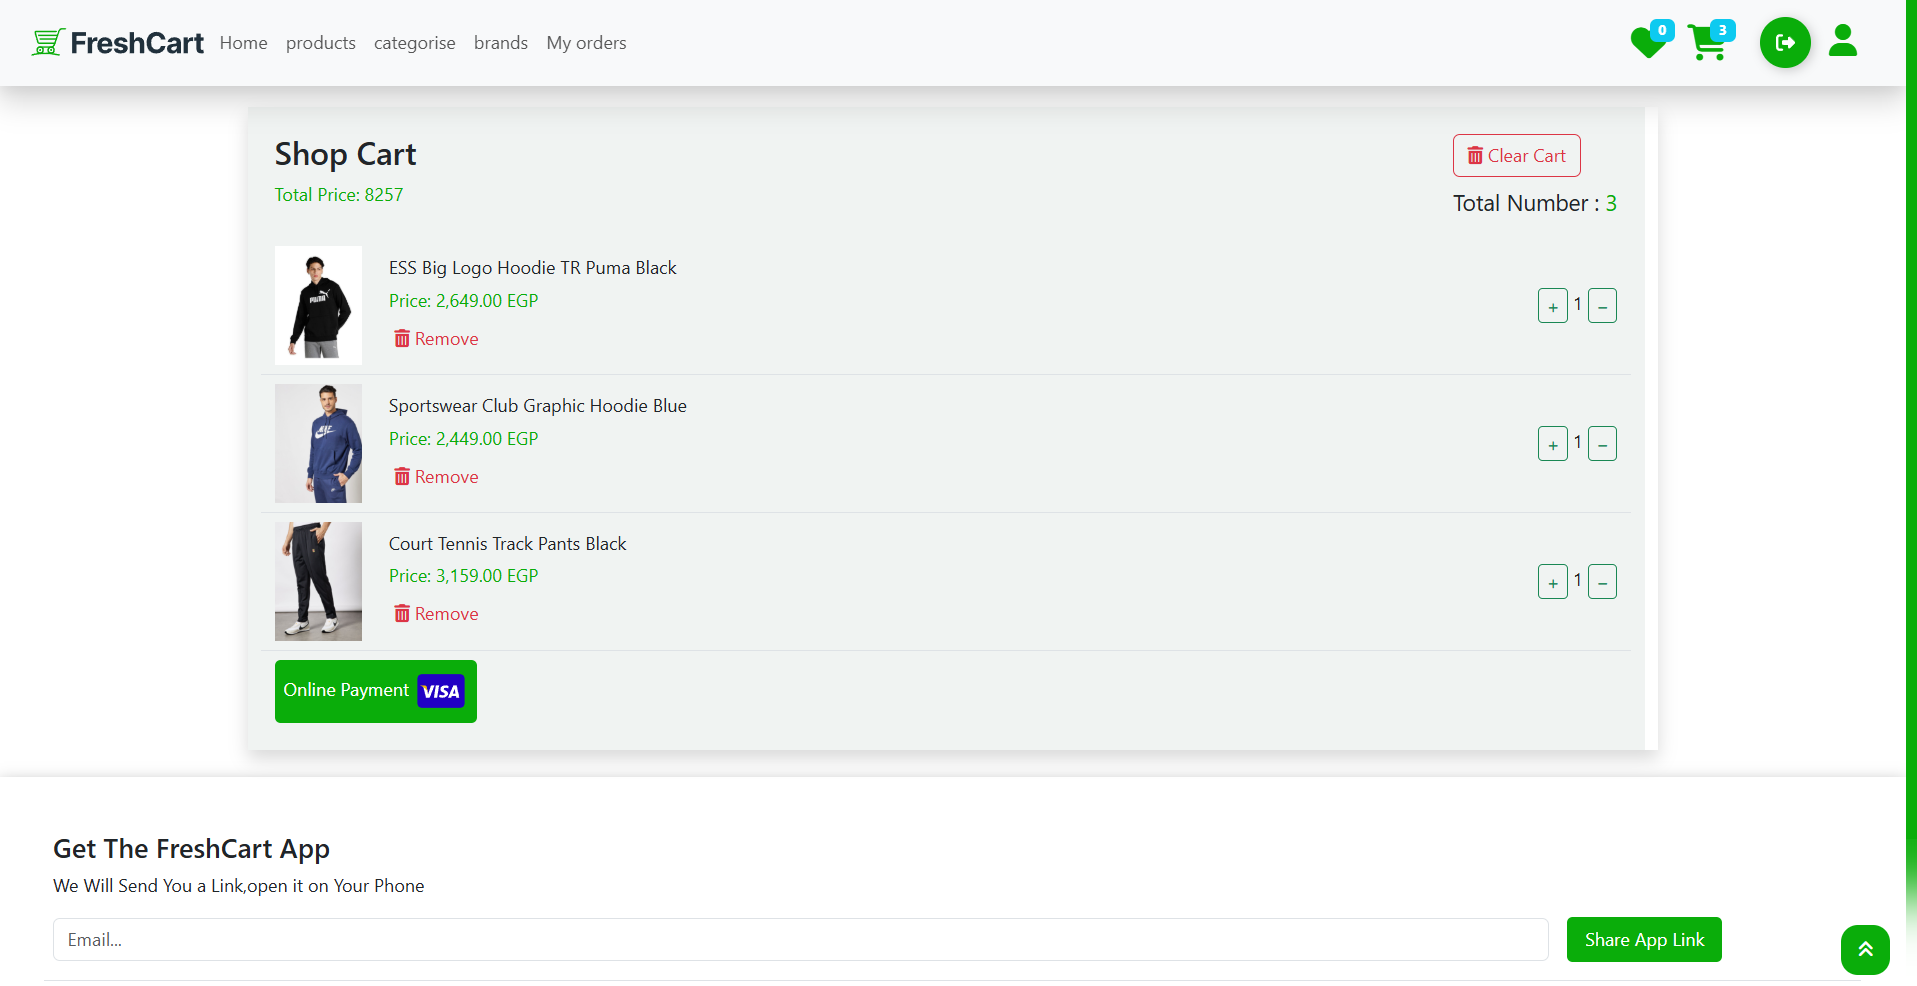 FreshCart Home products categorise brands My orders 0 3
Shop Cart
Clear Cart
Total Price: 8257
Total Number : 3
ESS Big Logo Hoodie TR Puma Black
Price: 2,649.00 EGP
+ 1 -
Remove
PUMA
Sportswear Club Graphic Hoodie Blue
Price: 2,449.00 EGP
+ 1 -
Remove
Court Tennis Track Pants Black
Price: 3,159.00 EGP
+ 1 -
Remove
Online Payment VISA
Get The FreshCart App
We Will Send You a Link,open it on Your Phone
Email...
Share App Link